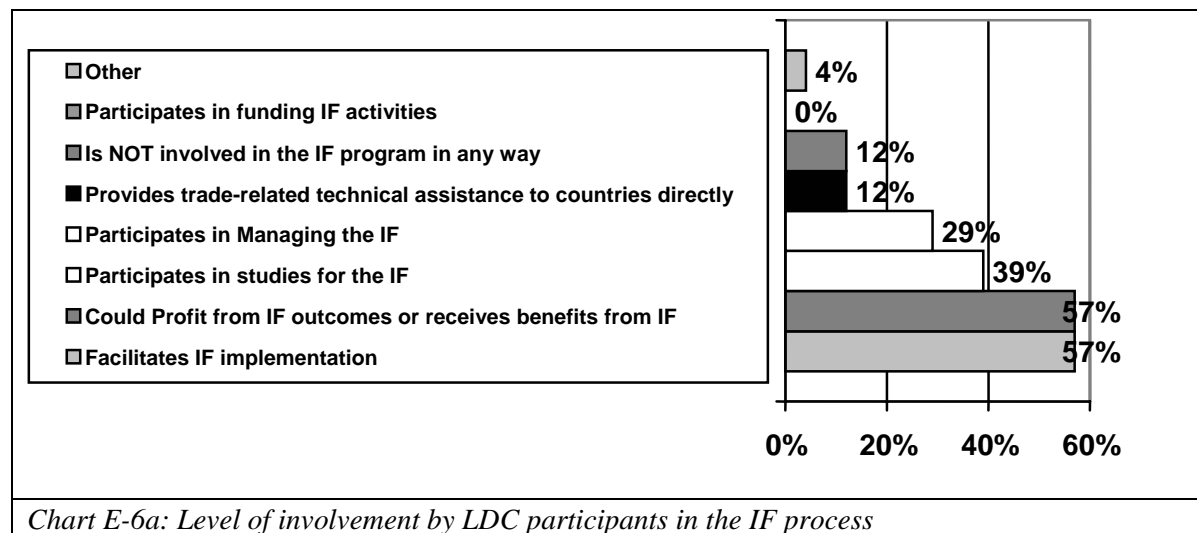 Other
4%
Participates in funding IF activities
0%
Is NOT involved in the IF program in any way
12%
Provides trade-related technical assistance to countries directly
12%
Participates in Managing the IF
29%
Participates in studies for the IF
39%
Could Profit from IF outcomes or receives benefits from IF
57%
Facilitates IF implementation
57%
0% 20% 40% 60%
Chart E-6a: Level of involvement by LDC participants in the IF process